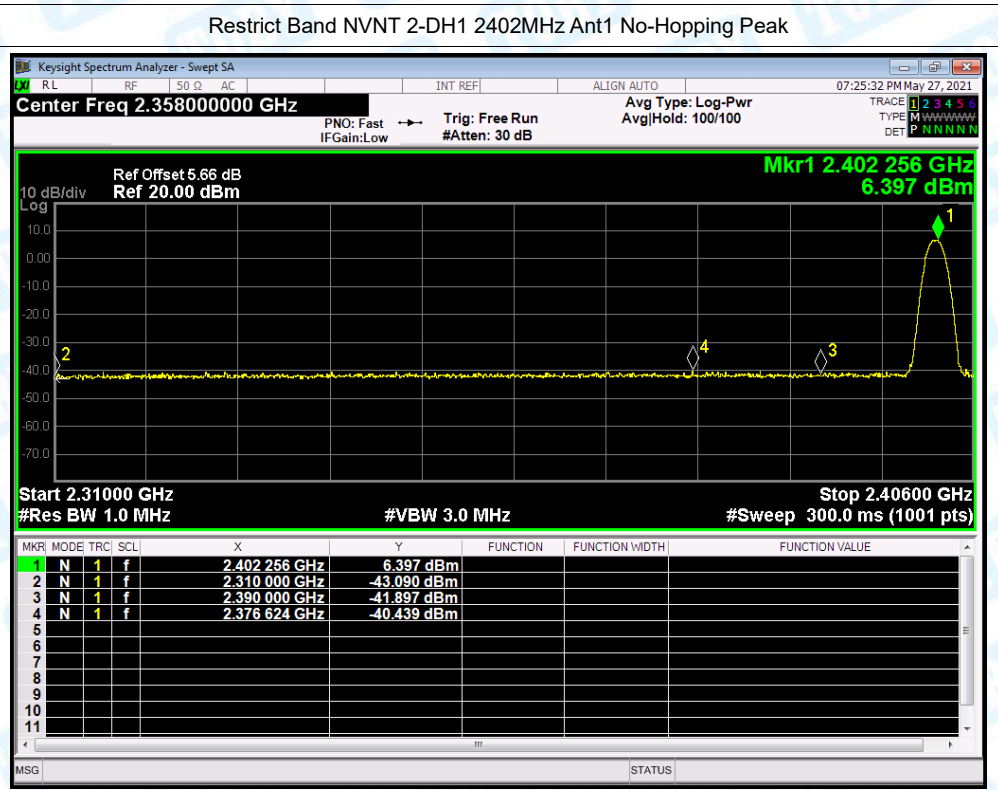 Restrict Band NVNT 2-DH1 2402MHz Ant1 No-Hopping Peak
Keysight Spectrum Analyzer - Swept SA
LXI RL RF 50 Ω AC INT REF ALIGN AUTO 07:25:32 PM May 27, 2021
Center Freq 2.358000000 GHz
PNO: Fast
IFGain:Low
Trig: Free Run
#Atten: 30 dB
Avg Type: Log-Pwr
Avg|Hold: 100/100
TRACE 1 2 3 4 5 6
TYPE M WWWWW
DET P N N N N N
Mkr1 2.402 256 GHz
6.397 dBm
Ref Offset 5.66 dB
10 dB/div Ref 20.00 dBm
Log
10.0
0.00
-10.0
-20.0
-30.0
-40.0
-50.0
-60.0
-70.0
1
2
4
3
Start 2.31000 GHz Stop 2.40600 GHz
#Res BW 1.0 MHz #VBW 3.0 MHz #Sweep 300.0 ms (1001 pts)
MKR MODE TRC SCL X Y FUNCTION FUNCTION WIDTH FUNCTION VALUE
1 N 1 f 2.402 256 GHz 6.397 dBm
2 N 1 f 2.310 000 GHz -43.090 dBm
3 N 1 f 2.390 000 GHz -41.897 dBm
4 N 1 f 2.376 624 GHz -40.439 dBm
5
6
7
8
9
10
11
MSG STATUS